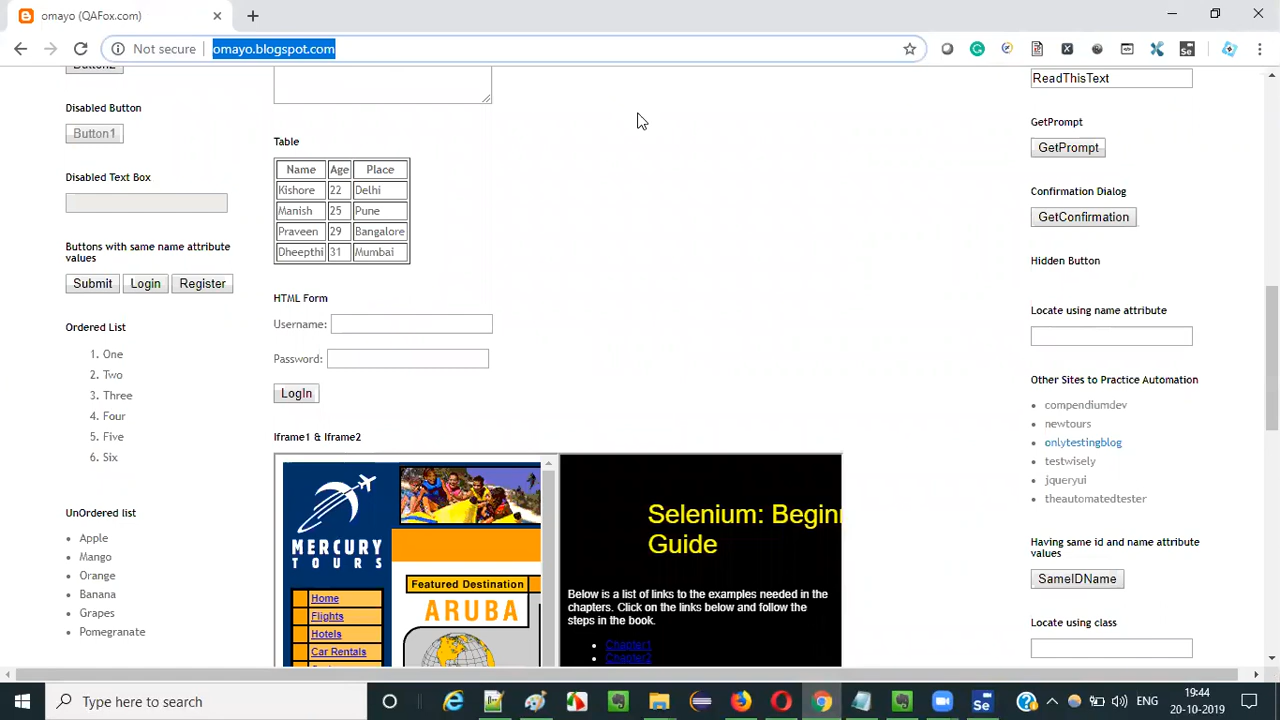 omayo (QAFox.com)
Not secure
omayo.blogspot.com
Button2
Disabled Button
Button1
Disabled Text Box
Buttons with same name attribute
values
Submit Login Register
Ordered List
1. One
2. Two
3. Three
4. Four
5. Five
6. Six
UnOrdered list
Apple
Mango
Orange
Banana
Grapes
Pomegranate
Table
Name Age Place
Kishore 22 Delhi
Manish 25 Pune
Praveen 29 Bangalore
Dheepthi 31 Mumbai
HTML Form
Username:
Password:
LogIn
Iframe1 & Iframe2
MERCURY
TOURS
Home
Flights
Hotels
Car Rentals
Featured Destination
ARUBA
Selenium: Beginn
Guide
Below is a list of links to the examples needed in the
chapters. Click on the links below and follow the
steps in the book.
Chapter1
Chapter2
ReadThisText
GetPrompt
GetPrompt
Confirmation Dialog
GetConfirmation
Hidden Button
Locate using name attribute
Other Sites to Practice Automation
compendiumdev
newtours
onlytestingblog
testwisely
jqueryui
theautomatedtester
Having same id and name attribute
values
SameIDName
Locate using class
Type here to search
ENG
19:44
20-10-2019